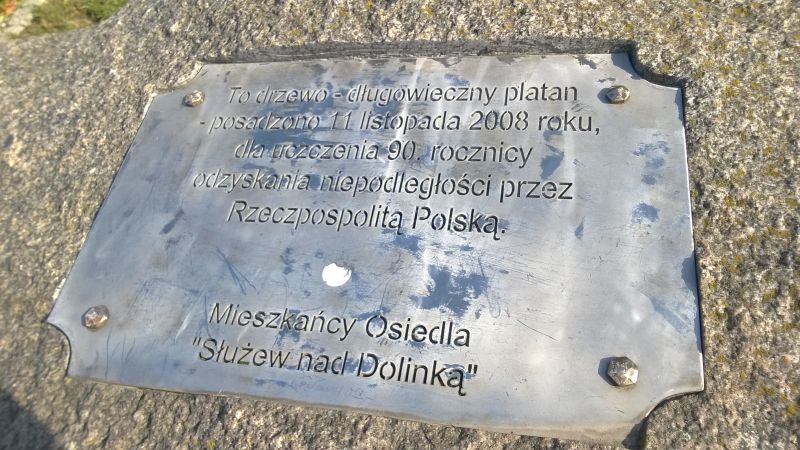 To drzewo - długowieczny platan
- posadzono 11 listopada 2008 roku,
dla uczczenia 90. rocznicy
odzyskania niepodległości przez
Rzeczpospolitą Polską.
Mieszkańcy Osiedla
"Służew nad Dolinką"